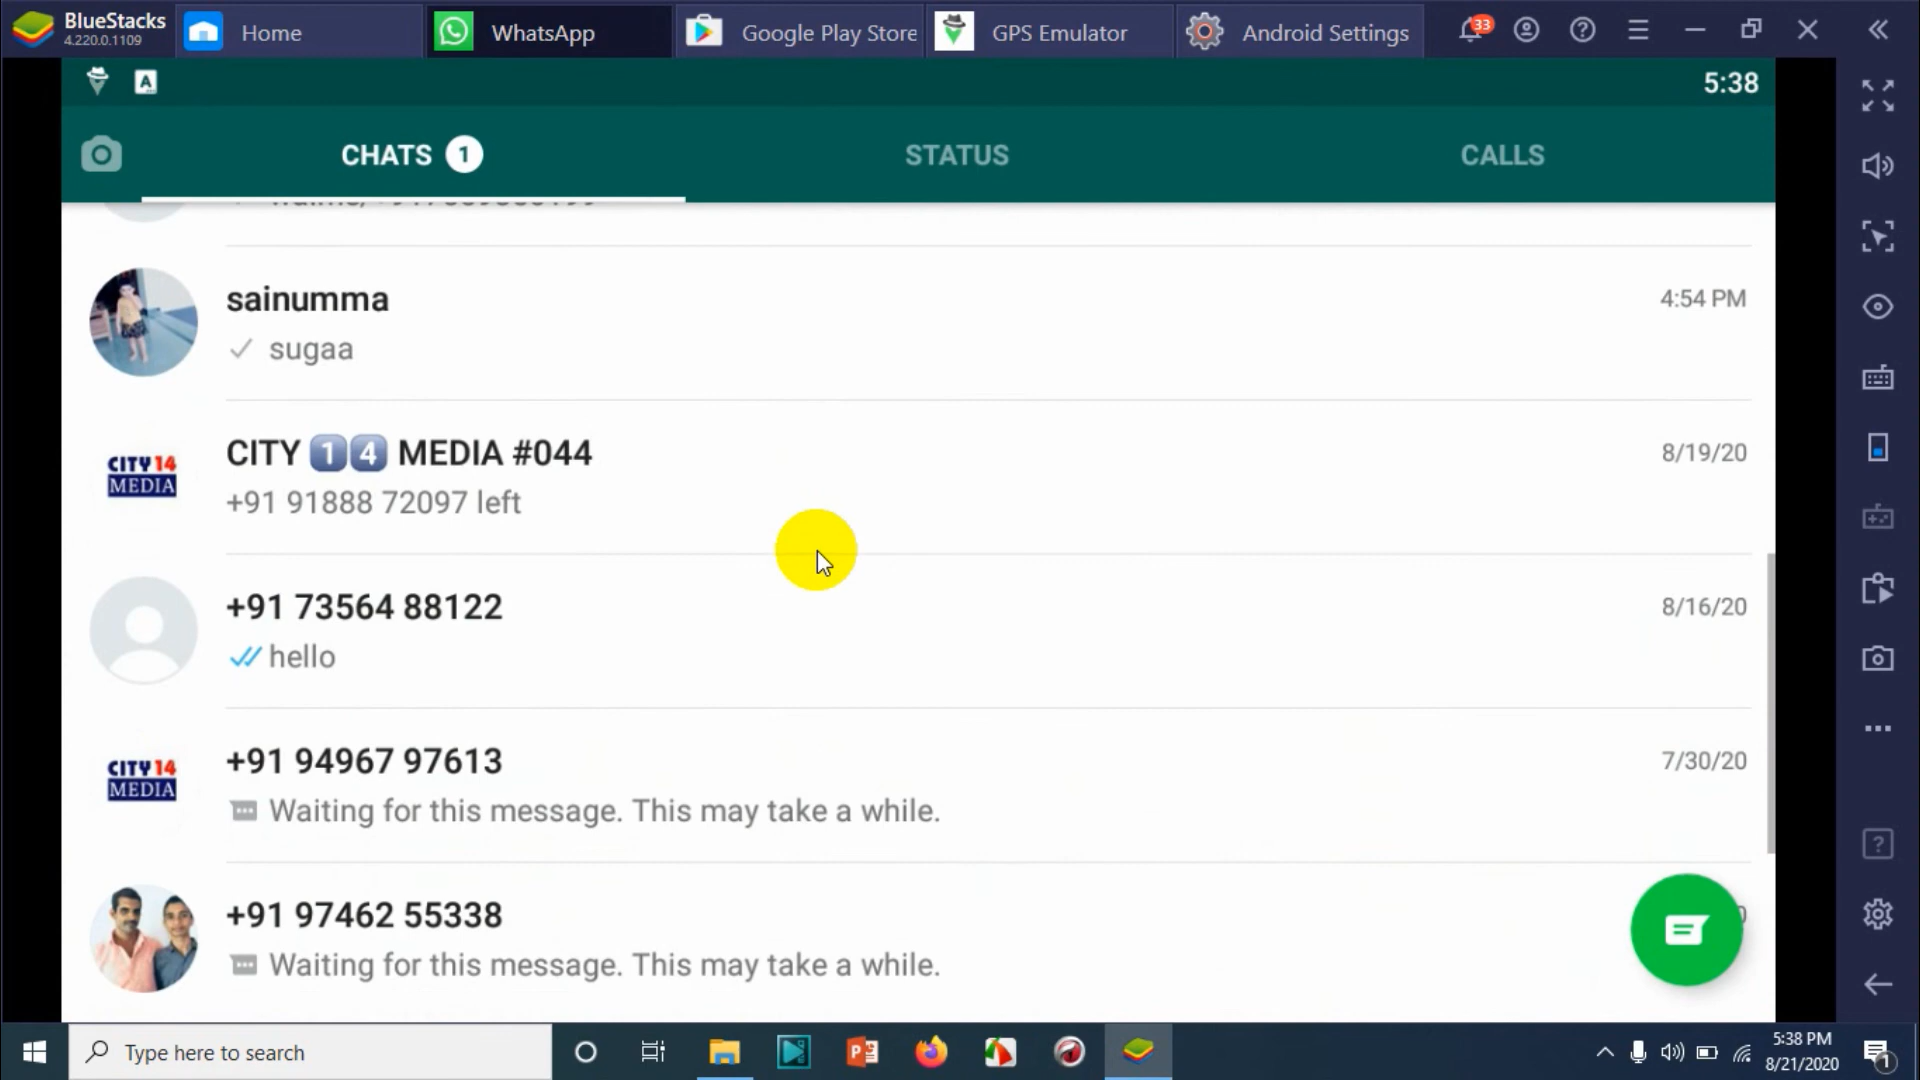 BlueStacks
4.220.0.1109
Home
WhatsApp
Google Play Store
GPS Emulator
Android Settings
33
A
5:38
CHATS 1
STATUS
CALLS
sainumma
4:54 PM
✓ sugaa
CITY 14 MEDIA
CITY 1️⃣4️⃣ MEDIA #044
8/19/20
+91 91888 72097 left
+91 73564 88122
8/16/20
hello
CITY 14 MEDIA
+91 94967 97613
7/30/20
Waiting for this message. This may take a while.
+91 97462 55338
Waiting for this message. This may take a while.
Type here to search
5:38 PM
8/21/2020
1